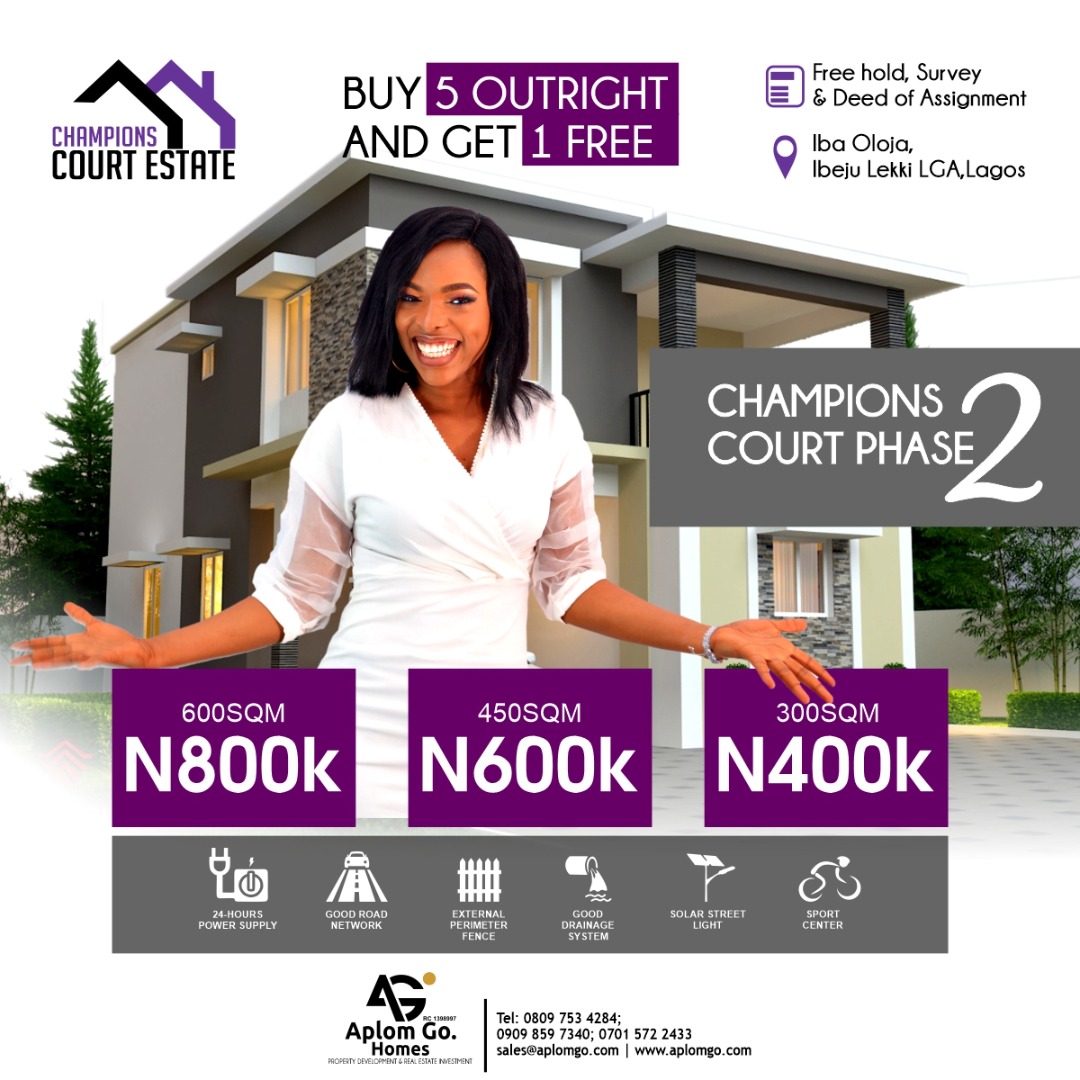 CHAMPIONS
COURT ESTATE
BUY 5 OUTRIGHT
AND GET 1 FREE
Free hold, Survey
& Deed of Assignment
Iba Oloja,
Ibeju Lekki LGA,Lagos
CHAMPIONS
COURT PHASE 2
600SQM
N800k
450SQM
N600k
300SQM
N400k
24-HOURS
POWER SUPPLY
GOOD ROAD
NETWORK
EXTERNAL
PERIMETER
FENCE
GOOD
DRAINAGE
SYSTEM
SOLAR STREET
LIGHT
SPORT
CENTER
AG
RC 1398997
Aplom Go.
Homes
PROPERTY DEVELOPMENT & REAL ESTATE INVESTMENT
Tel: 0809 753 4284;
0909 859 7340; 0701 572 2433
sales@aplomgo.com | www.aplomgo.com